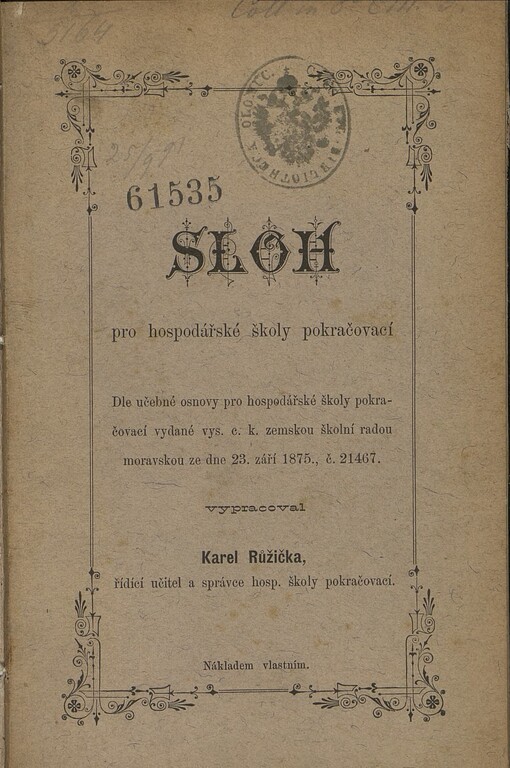 5764
61535
SLOH
pro hospodářské školy pokračovací
Dle učebné osnovy pro hospodářské školy pokra-
čovací vydané vys. c. k. zemskou školní radou
moravskou ze dne 23. září 1875., č. 21467.
vypracoval
Karel Růžička,
řídící učitel a správce hosp. školy pokračovací.
Nákladem vlastním.